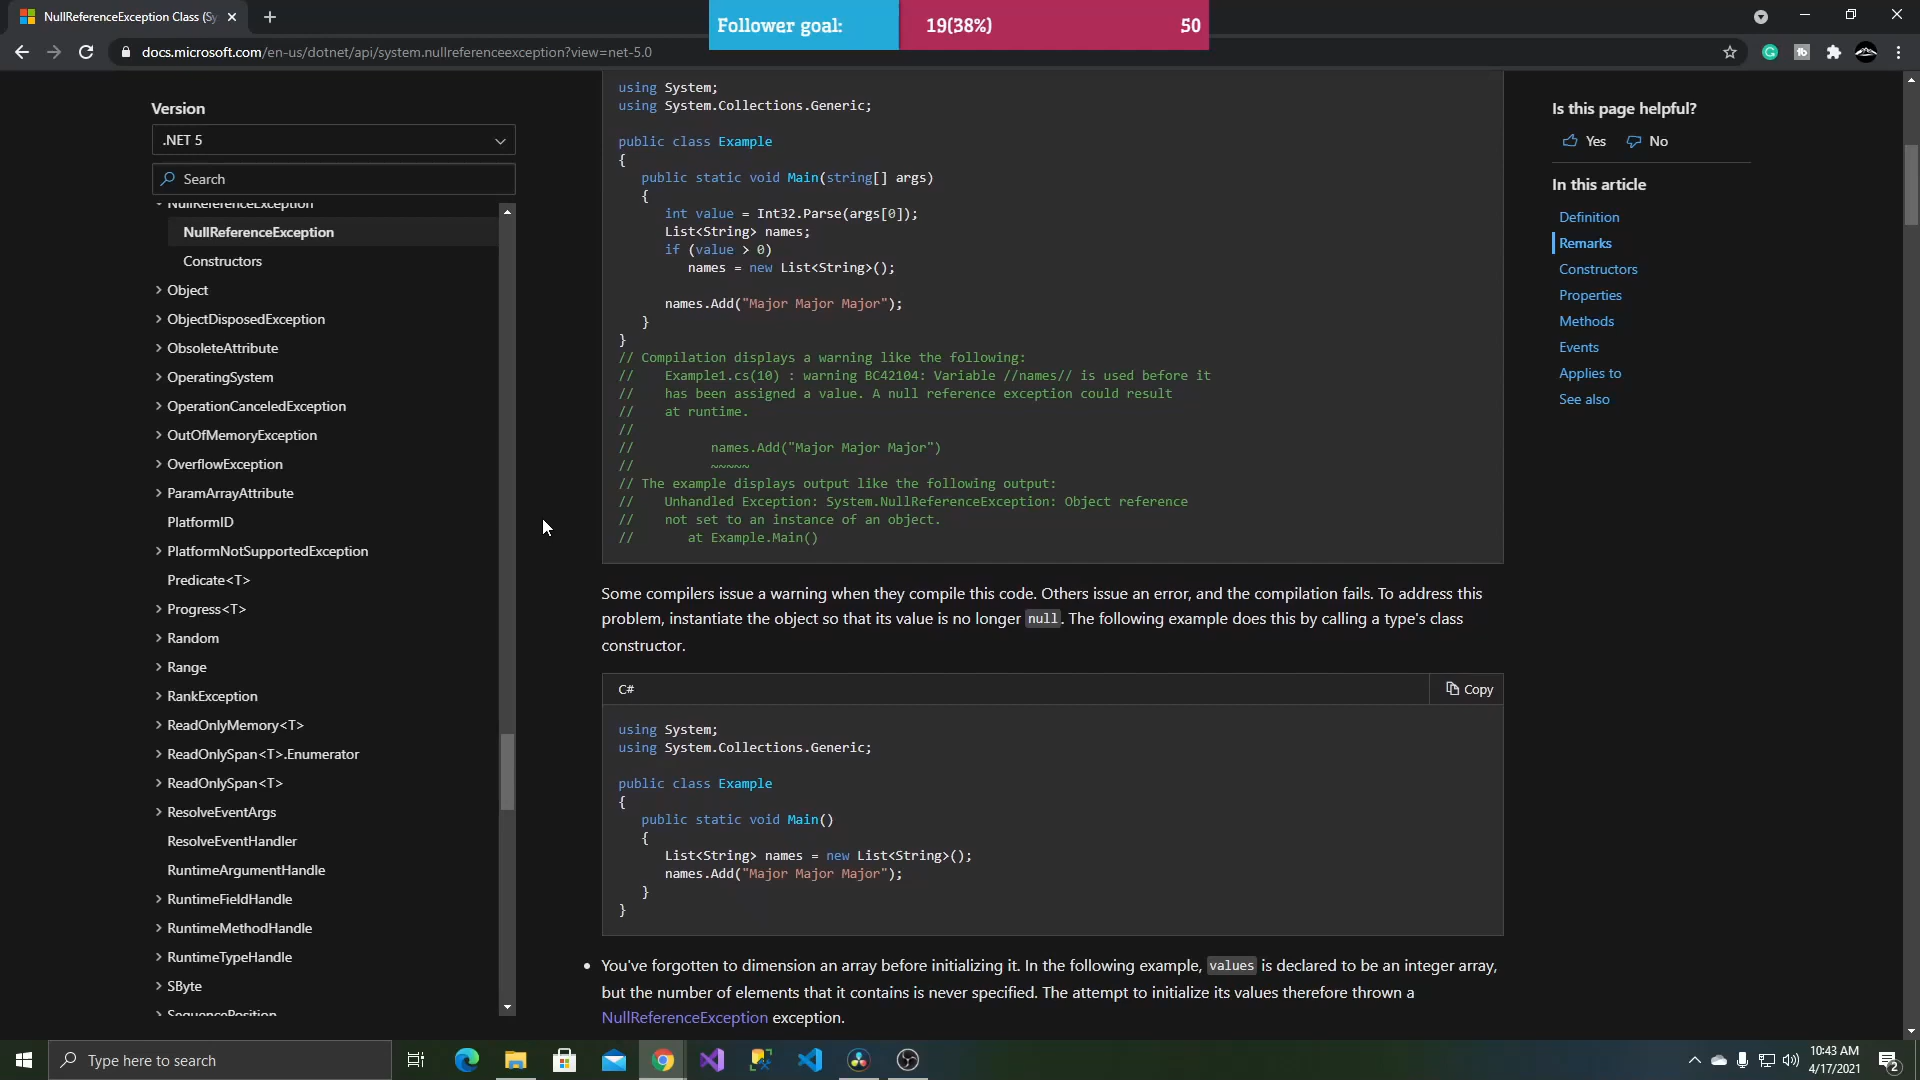 NullReferenceException Class (Sy
Follower goal: 19(38%) 50
docs.microsoft.com/en-us/dotnet/api/system.nullreferenceexception?view=net-5.0
Version
.NET 5
Search
NullReferenceException
NullReferenceException
Constructors
Object
ObjectDisposedException
ObsoleteAttribute
OperatingSystem
OperationCanceledException
OutOfMemoryException
OverflowException
ParamArrayAttribute
PlatformID
PlatformNotSupportedException
Predicate<T>
Progress<T>
Random
Range
RankException
ReadOnlyMemory<T>
ReadOnlySpan<T>.Enumerator
ReadOnlySpan<T>
ResolveEventArgs
ResolveEventHandler
RuntimeArgumentHandle
RuntimeFieldHandle
RuntimeMethodHandle
RuntimeTypeHandle
SByte
SequencePosition
using System;
using System.Collections.Generic;
public class Example
{
public static void Main(string[] args)
{
int value = Int32.Parse(args[0]);
List<String> names;
if (value > 0)
names = new List<String>();
names.Add("Major Major Major");
}
}
// Compilation displays a warning like the following:
// Example1.cs(10) : warning BC42104: Variable //names// is used before it
// has been assigned a value. A null reference exception could result
// at runtime.
//
// names.Add("Major Major Major")
// ~~~~~
// The example displays output like the following output:
// Unhandled Exception: System.NullReferenceException: Object reference
// not set to an instance of an object.
// at Example.Main()
Some compilers issue a warning when they compile this code. Others issue an error, and the compilation fails. To address this
problem, instantiate the object so that its value is no longer null. The following example does this by calling a type's class
constructor.
C# Copy
using System;
using System.Collections.Generic;
public class Example
{
public static void Main()
{
List<String> names = new List<String>();
names.Add("Major Major Major");
}
}
• You've forgotten to dimension an array before initializing it. In the following example, values is declared to be an integer array,
but the number of elements that it contains is never specified. The attempt to initialize its values therefore thrown a
NullReferenceException exception.
Is this page helpful?
Yes No
In this article
Definition
Remarks
Constructors
Properties
Methods
Events
Applies to
See also
Type here to search
10:43 AM
4/17/2021
2